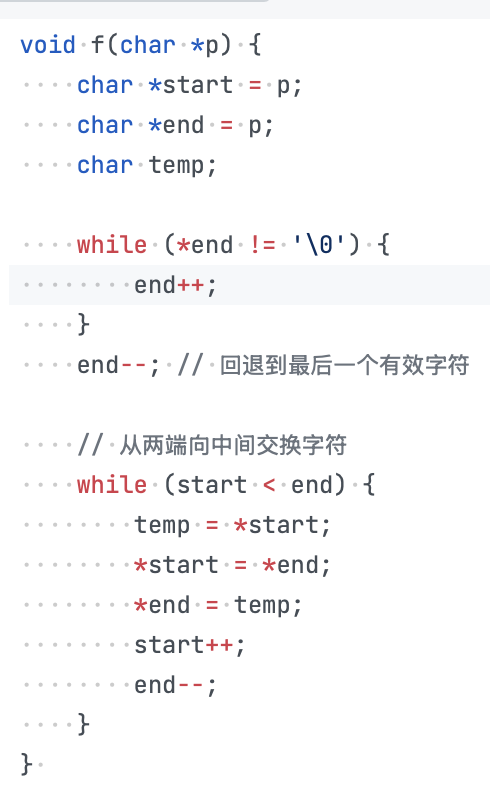 void f(char *p) {
    char *start = p;
    char *end = p;
    char temp;

    while (*end != '\0') {
        end++;
    }
    end--; // 回退到最后一个有效字符

    // 从两端向中间交换字符
    while (start < end) {
        temp = *start;
        *start = *end;
        *end = temp;
        start++;
        end--;
    }
}